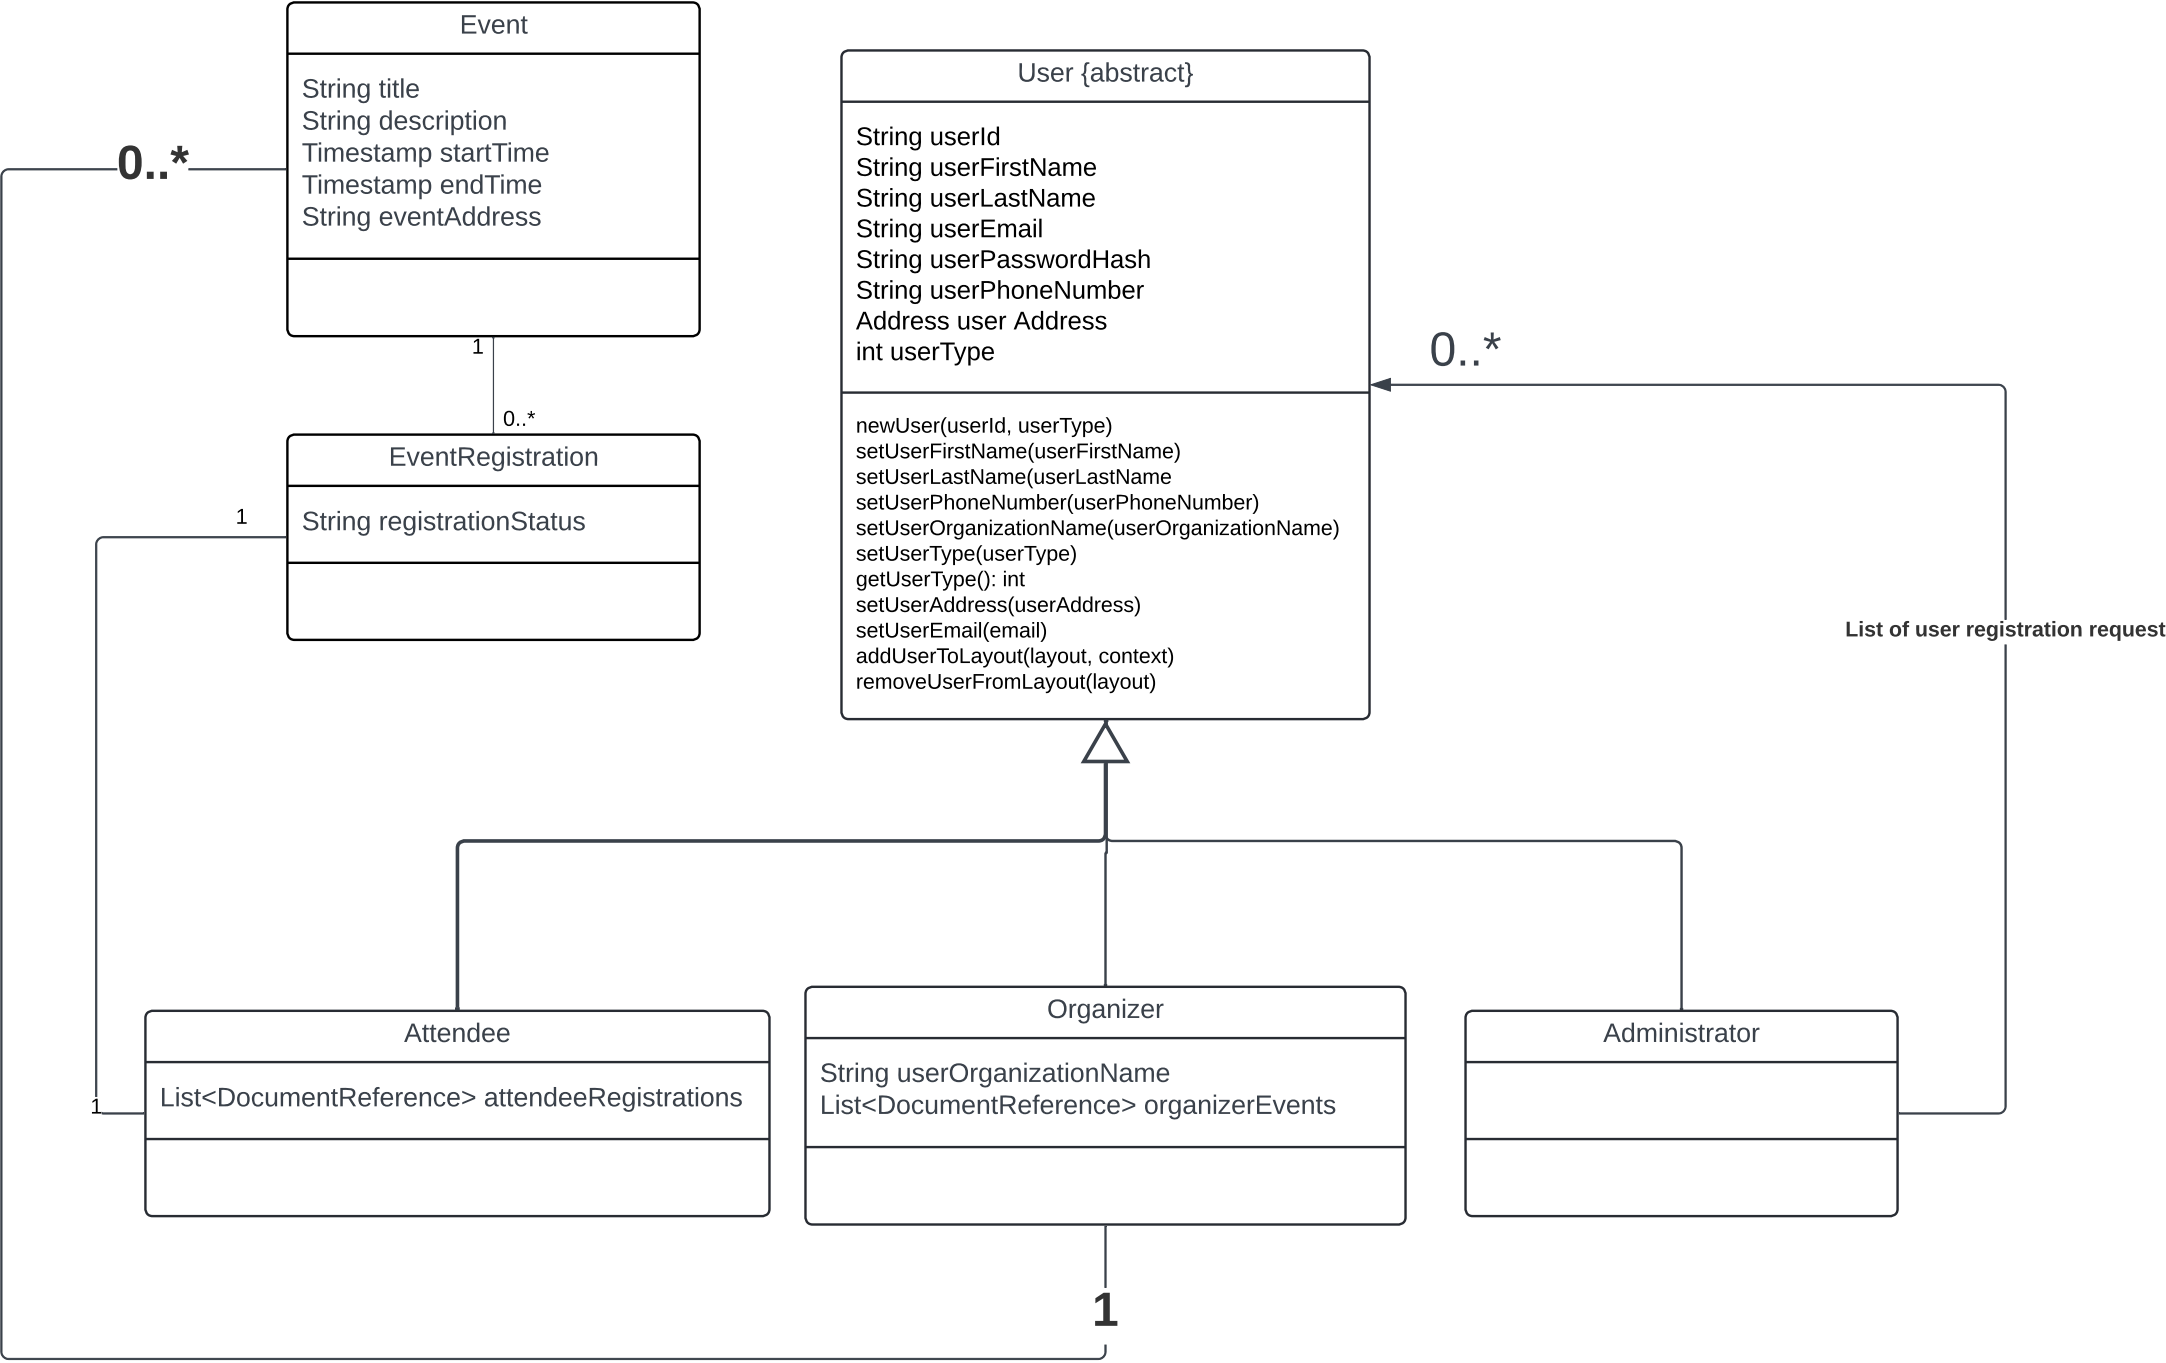 Event
String title
String description
Timestamp startTime
Timestamp endTime
String eventAddress
0..*
1
0..*
EventRegistration
String registrationStatus
1
User {abstract}
String userId
String userFirstName
String userLastName
String userEmail
String userPasswordHash
String userPhoneNumber
Address user Address
int userType
newUser(userId, userType)
setUserFirstName(userFirstName)
setUserLastName(userLastName
setUserPhoneNumber(userPhoneNumber)
setUserOrganizationName(userOrganizationName)
setUserType(userType)
getUserType(): int
setUserAddress(userAddress)
setUserEmail(email)
addUserToLayout(layout, context)
removeUserFromLayout(layout)
0..*
List of user registration request
Attendee
List<DocumentReference> attendeeRegistrations
1
Organizer
String userOrganizationName
List<DocumentReference> organizerEvents
1
Administrator